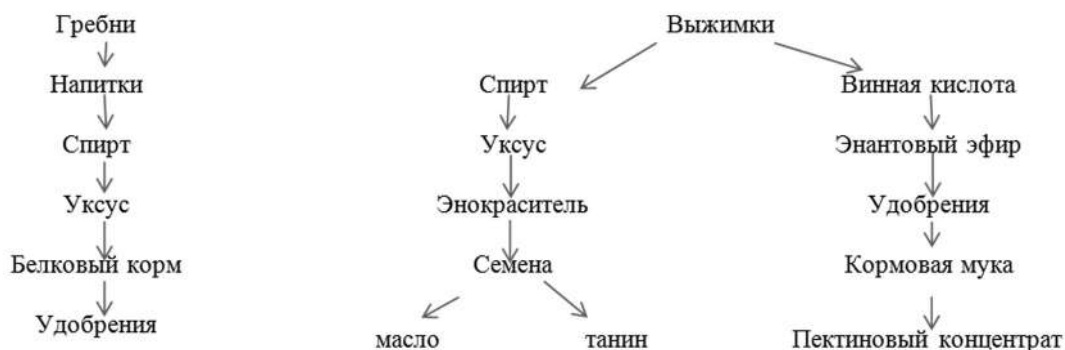 Гребни
Напитки
Спирт
Уксус
Белковый корм
Удобрения
Выжимки
Спирт
Уксус
Энокраситель
Семена
масло
танин
Винная кислота
Энантовый эфир
Удобрения
Кормовая мука
Пектиновый концентрат